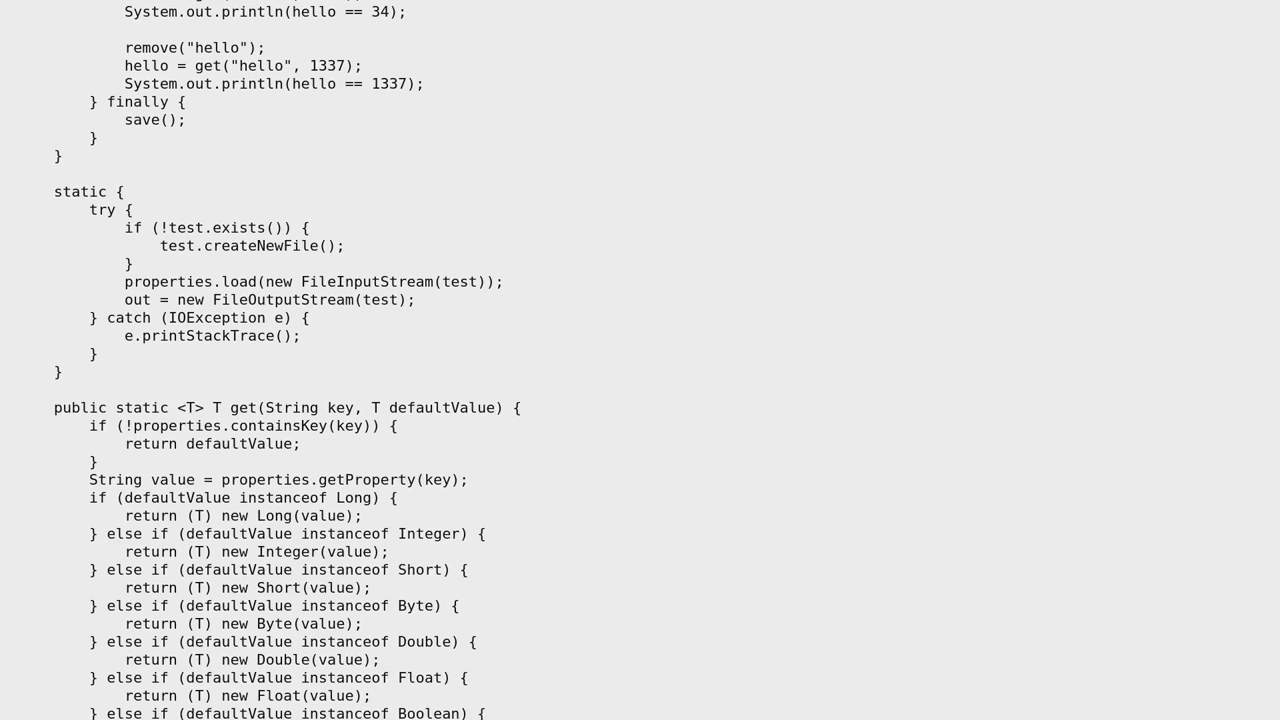 System.out.println(hello == 34);
remove("hello");
hello = get("hello", 1337);
System.out.println(hello == 1337);
} finally {
save();
}
}
static {
try {
if (!test.exists()) {
test.createNewFile();
}
properties.load(new FileInputStream(test));
out = new FileOutputStream(test);
} catch (IOException e) {
e.printStackTrace();
}
}
public static <T> T get(String key, T defaultValue) {
if (!properties.containsKey(key)) {
return defaultValue;
}
String value = properties.getProperty(key);
if (defaultValue instanceof Long) {
return (T) new Long(value);
} else if (defaultValue instanceof Integer) {
return (T) new Integer(value);
} else if (defaultValue instanceof Short) {
return (T) new Short(value);
} else if (defaultValue instanceof Byte) {
return (T) new Byte(value);
} else if (defaultValue instanceof Double) {
return (T) new Double(value);
} else if (defaultValue instanceof Float) {
return (T) new Float(value);
} else if (defaultValue instanceof Boolean) {